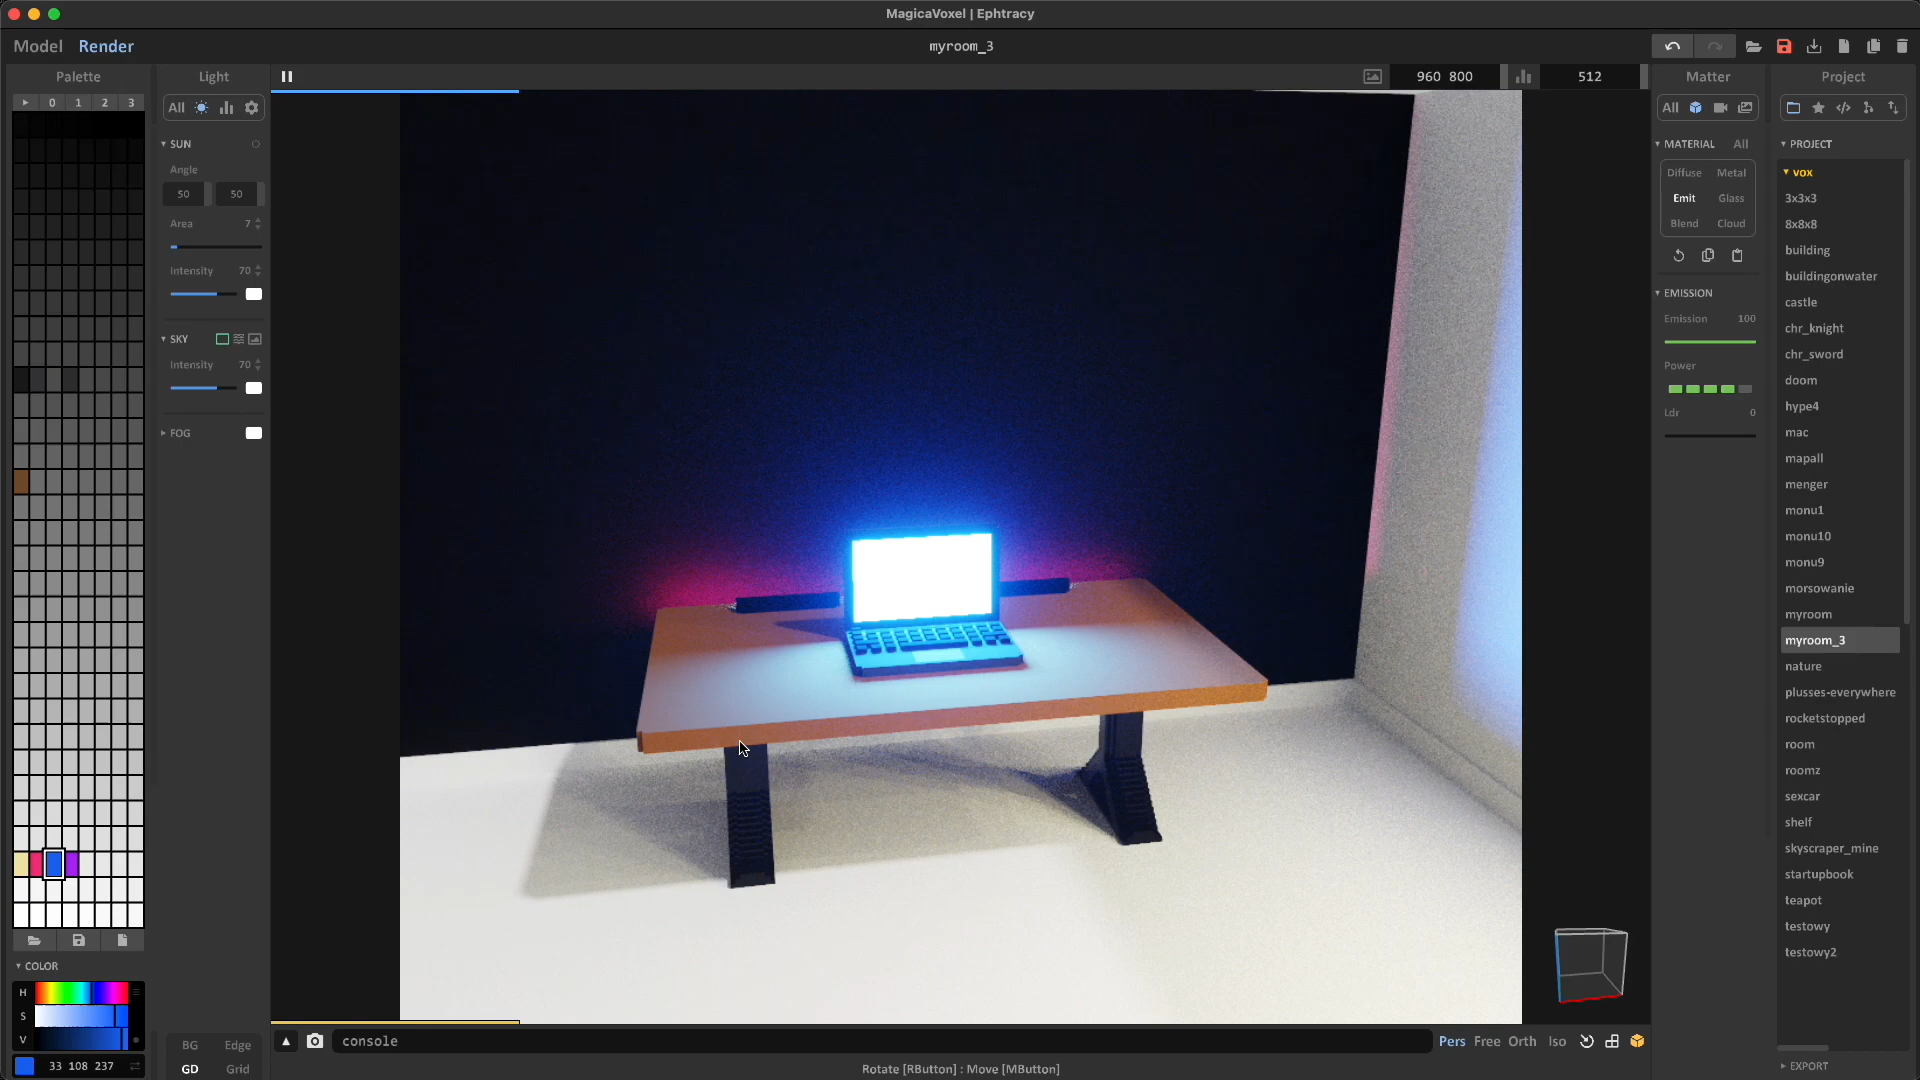 MagicaVoxel | Ephtracy
Model Render
myroom_3
Palette
Light
960 800
512
Matter
Project
0 1 2 3
All
All
SUN
Angle
50 50
Area 7
Intensity 70
SKY
Intensity 70
FOG
MATERIAL All
Diffuse Metal
Emit Glass
Blend Cloud
EMISSION
Emission 100
Power
Ldr 0
PROJECT
vox
3x3x3
8x8x8
building
buildingonwater
castle
chr_knight
chr_sword
doom
hype4
mac
mapall
menger
monu1
monu10
monu9
morsowanie
myroom
myroom_3
nature
plusses-everywhere
rocketstopped
room
roomz
sexcar
shelf
skyscraper_mine
startupbook
teapot
testowy
testowy2
EXPORT
COLOR
H
S
V
33 108 237
BG Edge
GD Grid
console
Pers Free Orth Iso
Rotate [RButton] : Move [MButton]